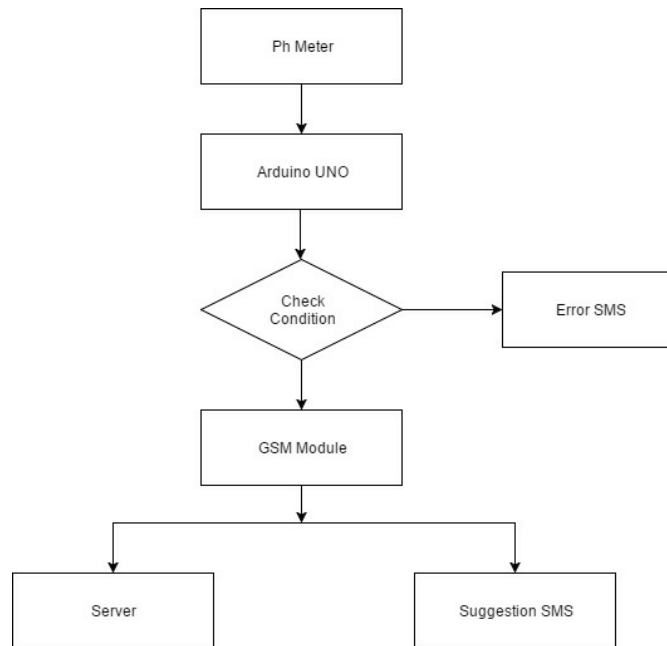 Ph Meter
Arduino UNO
Check
Condition
Error SMS
GSM Module
Server
Suggestion SMS